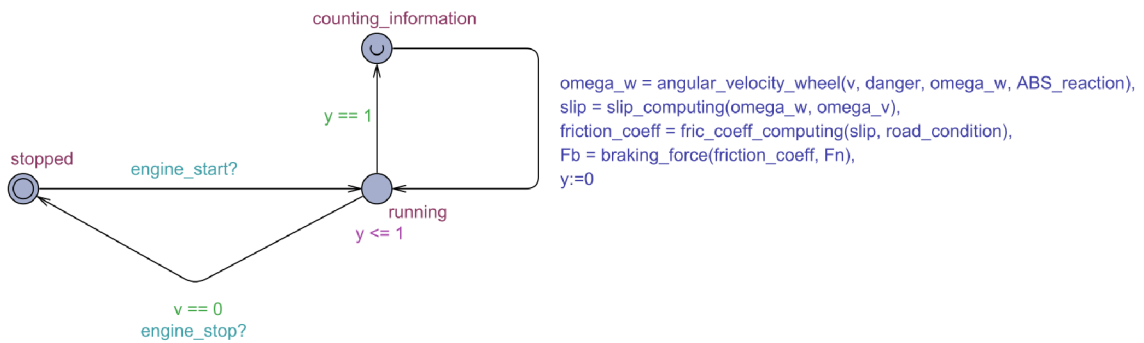 counting_information
omega_w = angular_velocity_wheel(v, danger, omega_w, ABS_reaction),
slip = slip_computing(omega_w, omega_v),
friction_coeff = fric_coeff_computing(slip, road_condition),
Fb = braking_force(friction_coeff, Fn),
y:=0
y == 1
stopped
engine_start?
running
y <= 1
v == 0
engine_stop?